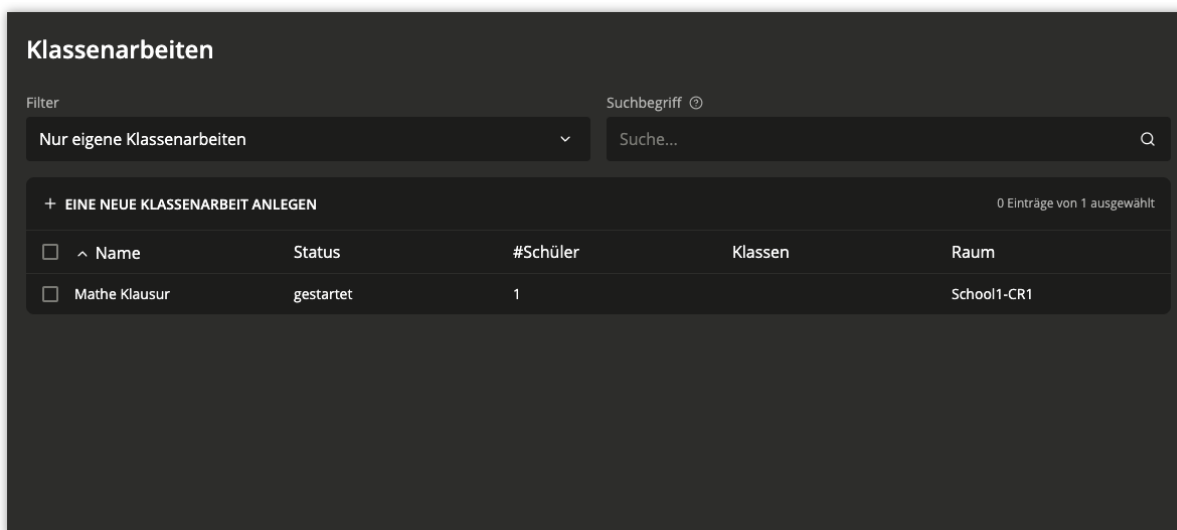 Klassenarbeiten
Filter
Suchbegriff
Nur eigene Klassenarbeiten
Suche...
+ EINE NEUE KLASSENARBEIT ANLEGEN
0 Einträge von 1 ausgewählt
Name Status #Schüler Klassen Raum
Mathe Klausur gestartet 1 School1-CR1